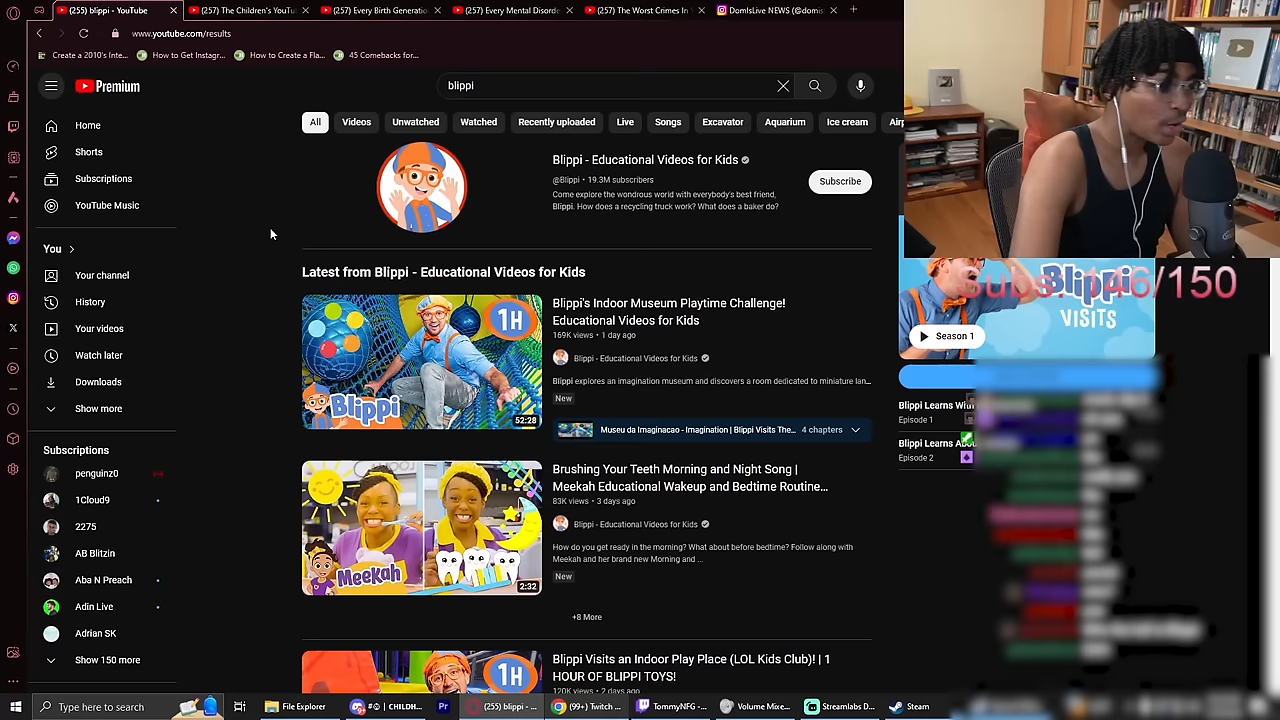 (255) blippi - YouTube
(257) The Children's YouTu
(255) Every Birth Generatio
(257) Every Mental Disorde
(257) The Worst Crimes In
DomIsLive NEWS (@domis
www.youtube.com/results
Create a 2010's Inte...
How to Get Instagr...
How to Create a Fla...
45 Comebacks for...
Premium
blippi
All
Videos
Unwatched
Watched
Recently uploaded
Live
Songs
Excavator
Aquarium
Ice cream
Airp
Home
Shorts
Subscriptions
YouTube Music
You
Your channel
History
Your videos
Watch later
Downloads
Show more
Subscriptions
penguinz0
1Cloud9
2275
AB Blitzin
Aba N Preach
Adin Live
Adrian SK
Show 150 more
Blippi - Educational Videos for Kids
@Blippi • 19.3M subscribers
Come explore the wondrous world with everybody's best friend,
Blippi. How does a recycling truck work? What does a baker do?
Subscribe
Latest from Blippi - Educational Videos for Kids
1H
Blippi
52:28
Blippi's Indoor Museum Playtime Challenge!
Educational Videos for Kids
169K views • 1 day ago
Blippi - Educational Videos for Kids
Blippi explores an imagination museum and discovers a room dedicated to miniature lan...
New
Museu da Imaginacao - Imagination | Blippi Visits The...
4 chapters
Meekah
2:32
Brushing Your Teeth Morning and Night Song |
Meekah Educational Wakeup and Bedtime Routine...
83K views • 3 days ago
Blippi - Educational Videos for Kids
How do you get ready in the morning? What about before bedtime? Follow along with
Meekah and her brand new Morning and ...
New
+8 More
1H
Blippi Visits an Indoor Play Place (LOL Kids Club)! | 1
HOUR OF BLIPPI TOYS!
120K views • 2 days ago
Subs: 146/150
Blippi
VISITS
Season 1
Blippi Learns With
Episode 1
Blippi Learns Abo
Episode 2
Type here to search
File Explorer
(99+) Twitch ...
blippi - ...
TommyNFG - ...
Volume Mixe...
Streamlabs D...
Steam